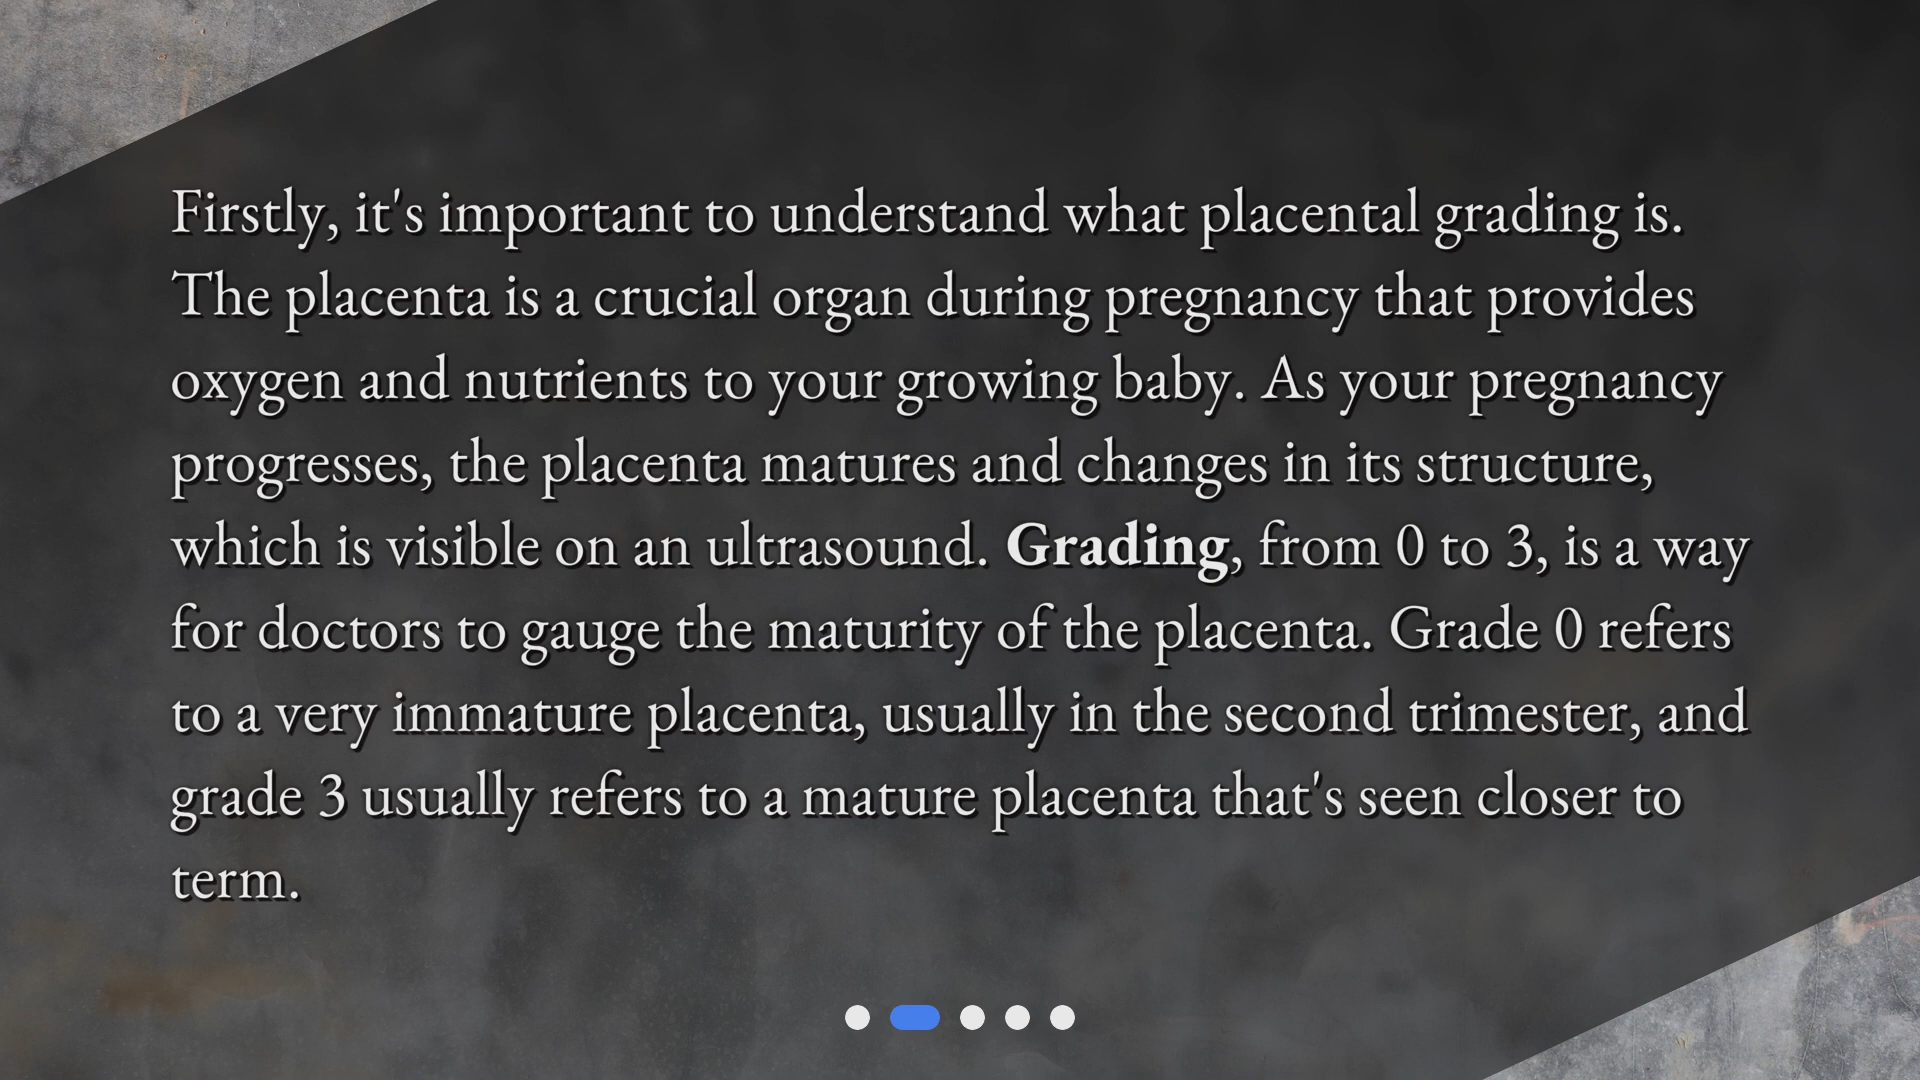 Firstly, it's important to understand what placental grading is.
The placenta is a crucial organ during pregnancy that provides
oxygen and nutrients to your growing baby. As your pregnancy
progresses, the placenta matures and changes in its structure,
which is visible on an ultrasound. Grading, from 0 to 3, is a way
for doctors to gauge the maturity of the placenta. Grade 0 refers
to a very immature placenta, usually in the second trimester, and
grade 3 usually refers to a mature placenta that's seen closer to
term.